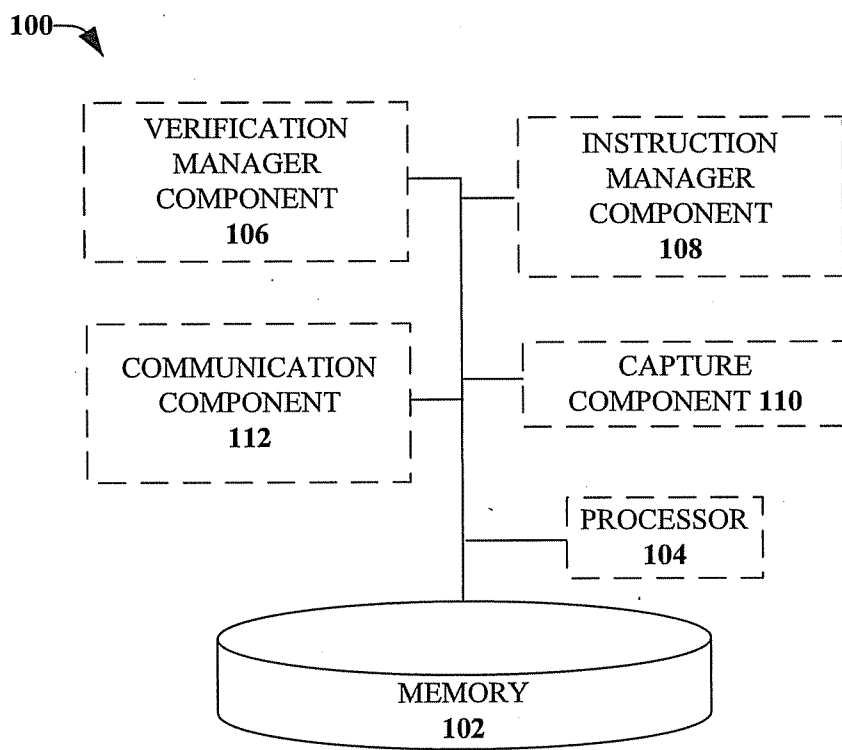 100
VERIFICATION
MANAGER
COMPONENT
106
INSTRUCTION
MANAGER
COMPONENT
108
COMMUNICATION
COMPONENT
112
CAPTURE
COMPONENT 110
PROCESSOR
104
MEMORY
102